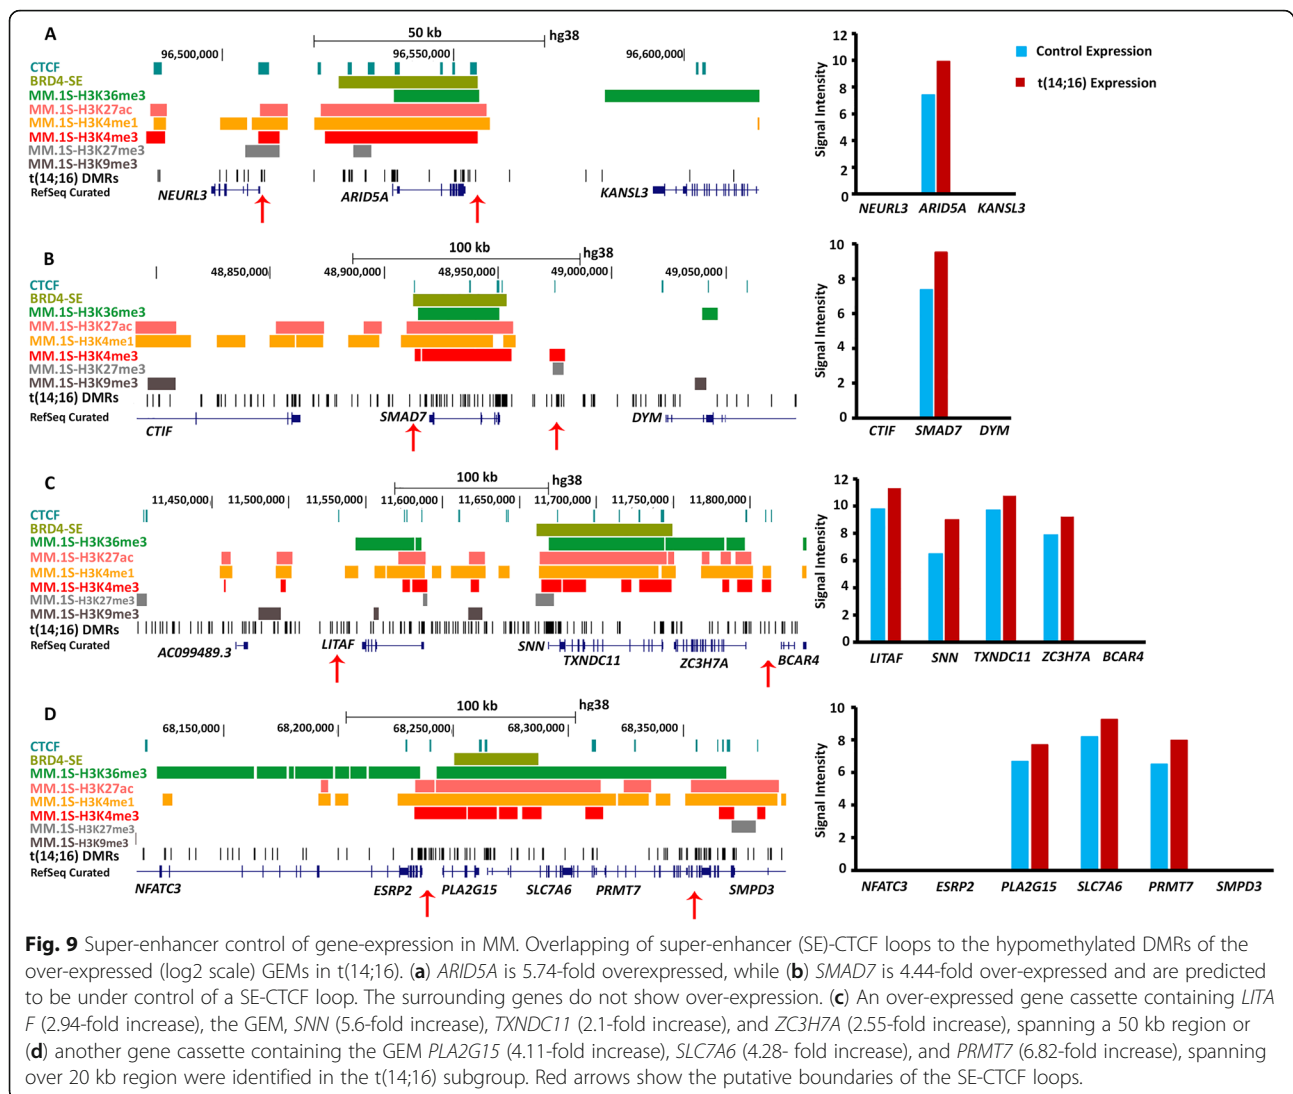 A
50 kb
hg38
96,500,000
96,550,000
96,600,000
CTCF
BRD4-SE
MM.1S-H3K36me3
MM.1S-H3K27ac
MM.1S-H3K4me1
MM.1S-H3K4me3
MM.1S-H3K27me3
MM.1S-H3K9me3
t(14;16) DMRs
RefSeq Curated
NEURL3
ARID5A
KANSL3
Signal Intensity
12
10
8
6
4
2
0
NEURL3
ARID5A
KANSL3
Control Expression
t(14;16) Expression
B
100 kb
hg38
48,850,000
48,900,000
48,950,000
49,000,000
49,050,000
CTCF
BRD4-SE
MM.1S-H3K36me3
MM.1S-H3K27ac
MM.1S-H3K4me1
MM.1S-H3K4me3
MM.1S-H3K27me3
MM.1S-H3K9me3
t(14;16) DMRs
RefSeq Curated
CTIF
SMAD7
DYM
Signal Intensity
10
8
6
4
2
0
CTIF
SMAD7
DYM
C
100 kb
hg38
11,450,000
11,500,000
11,550,000
11,600,000
11,650,000
11,700,000
11,750,000
11,800,000
CTCF
BRD4-SE
MM.1S-H3K36me3
MM.1S-H3K27ac
MM.1S-H3K4me1
MM.1S-H3K4me3
MM.1S-H3K27me3
MM.1S-H3K9me3
t(14;16) DMRs
RefSeq Curated
AC099489.3
LITAF
SNN
TXNDC11
ZC3H7A
BCAR4
Signal Intensity
12
10
8
6
4
2
0
LITAF
SNN
TXNDC11
ZC3H7A
BCAR4
D
100 kb
hg38
68,150,000
68,200,000
68,250,000
68,300,000
68,350,000
CTCF
BRD4-SE
MM.1S-H3K36me3
MM.1S-H3K27ac
MM.1S-H3K4me1
MM.1S-H3K4me3
MM.1S-H3K27me3
MM.1S-H3K9me3
t(14;16) DMRs
RefSeq Curated
NFATC3
ESRP2
PLA2G15
SLC7A6
PRMT7
SMPD3
Signal Intensity
10
8
6
4
2
0
NFATC3
ESRP2
PLA2G15
SLC7A6
PRMT7
SMPD3
Fig. 9 Super-enhancer control of gene-expression in MM. Overlapping of super-enhancer (SE)-CTCF loops to the hypomethylated DMRs of the
over-expressed (log2 scale) GEMs in t(14;16). (a) ARID5A is 5.74-fold overexpressed, while (b) SMAD7 is 4.44-fold over-expressed and are predicted
to be under control of a SE-CTCF loop. The surrounding genes do not show over-expression. (c) An over-expressed gene cassette containing LITA
F (2.94-fold increase), the GEM, SNN (5.6-fold increase), TXNDC11 (2.1-fold increase), and ZC3H7A (2.55-fold increase), spanning a 50 kb region or
(d) another gene cassette containing the GEM PLA2G15 (4.11-fold increase), SLC7A6 (4.28- fold increase), and PRMT7 (6.82-fold increase), spanning
over 20 kb region were identified in the t(14;16) subgroup. Red arrows show the putative boundaries of the SE-CTCF loops.